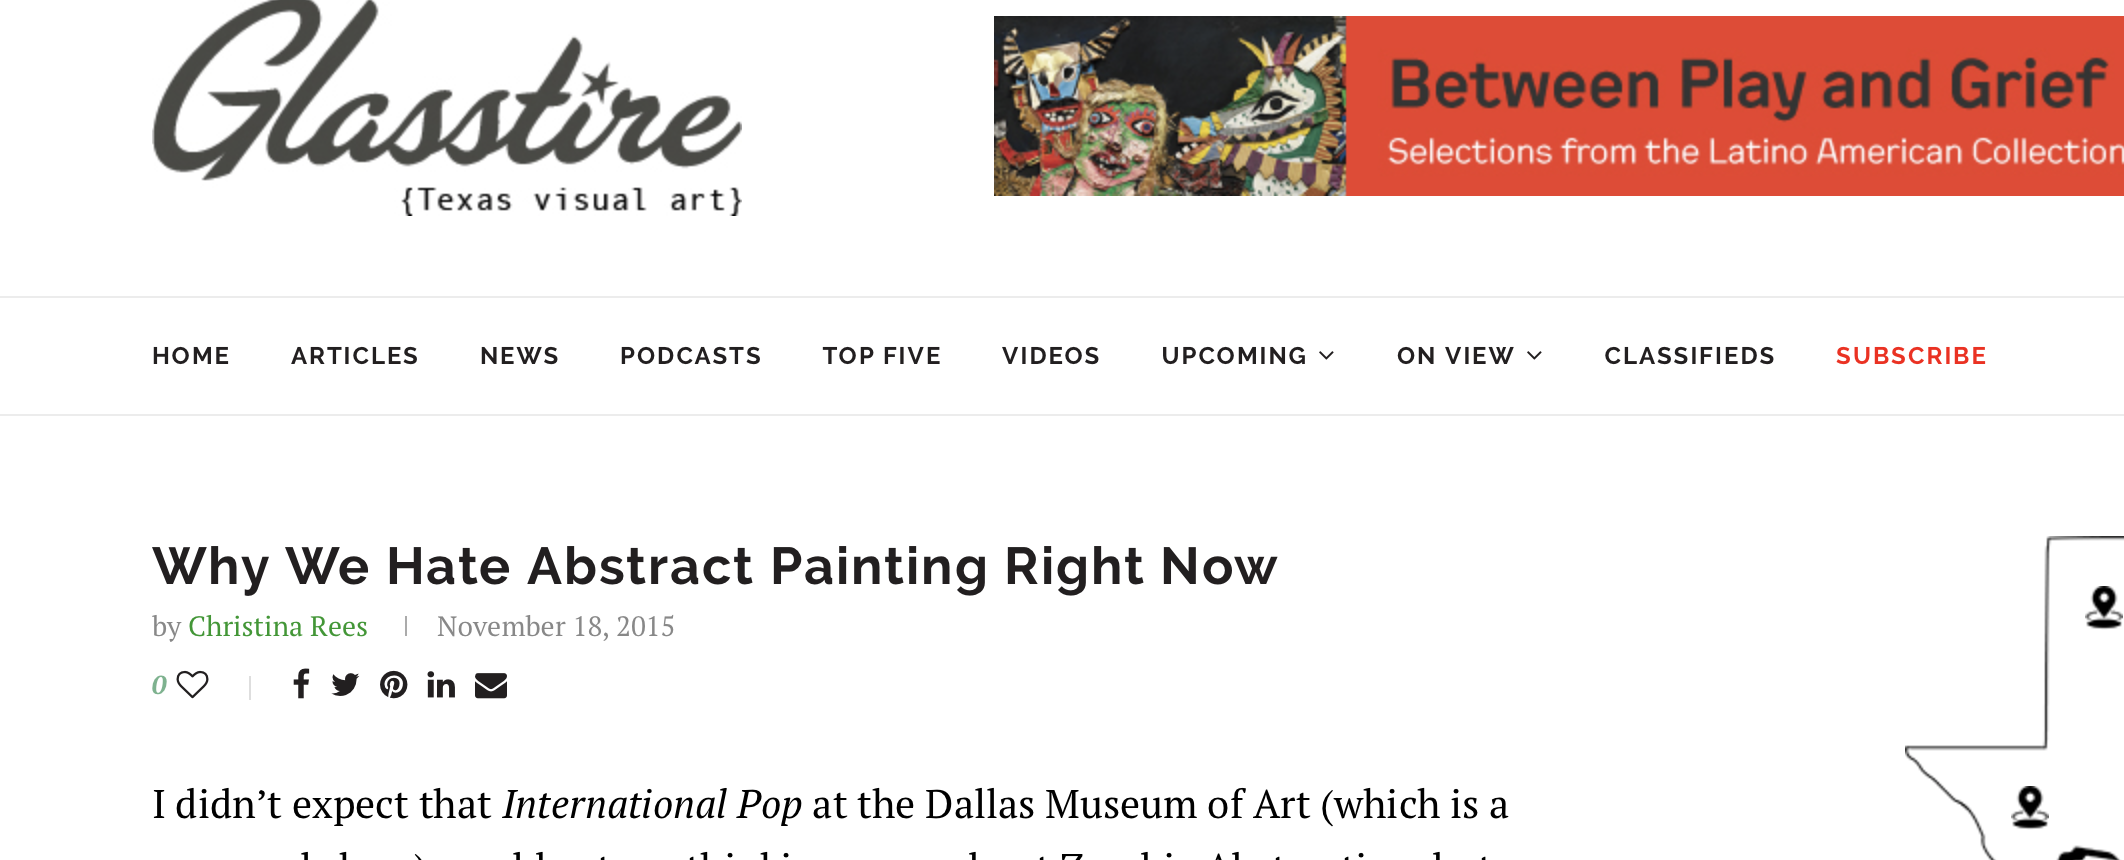 Glasstire
{Texas visual art}
Between Play and Grief
Selections from the Latino American Collection
HOME ARTICLES NEWS PODCASTS TOP FIVE VIDEOS UPCOMING ON VIEW CLASSIFIEDS SUBSCRIBE
Why We Hate Abstract Painting Right Now
by Christina Rees | November 18, 2015
0
I didn’t expect that International Pop at the Dallas Museum of Art (which is a